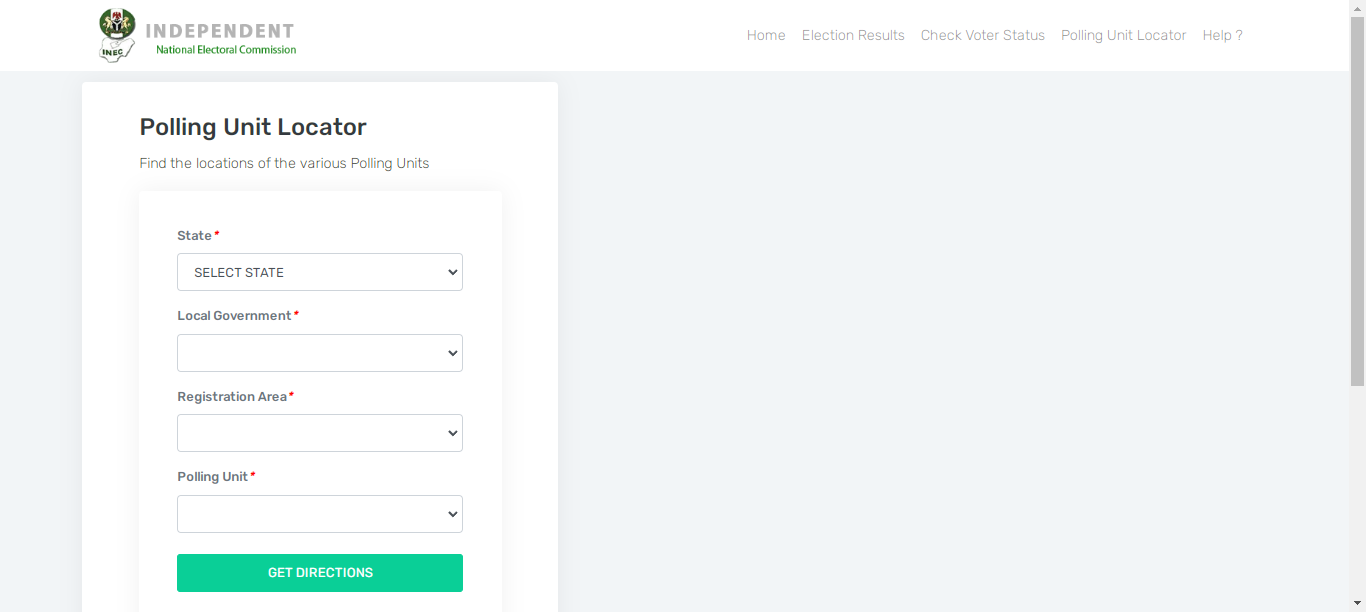 INEC
INDEPENDENT
National Electoral Commission
Home Election Results Check Voter Status Polling Unit Locator Help ?
Polling Unit Locator
Find the locations of the various Polling Units
State *
SELECT STATE
Local Government *
Registration Area *
Polling Unit *
GET DIRECTIONS